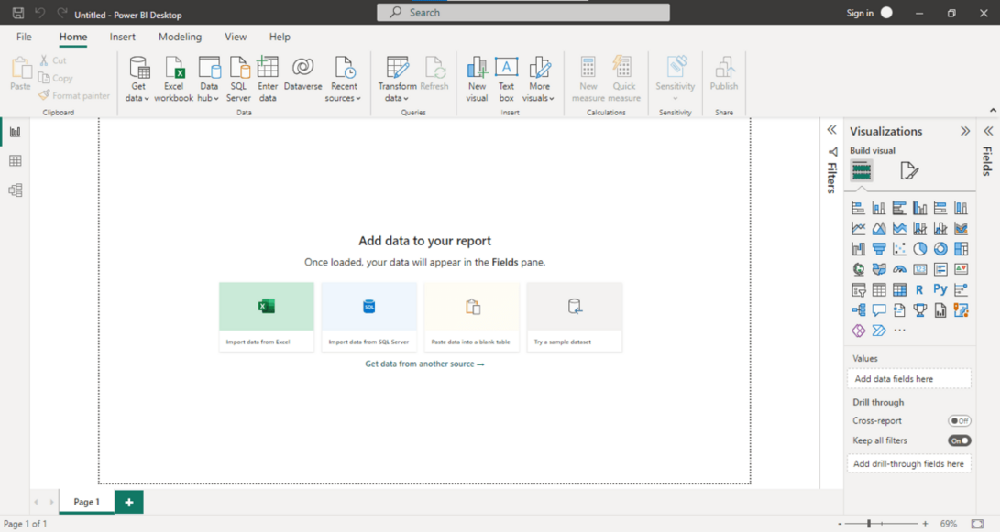 Untitled - Power BI Desktop
Search
Sign in
File Home Insert Modeling View Help
Paste
Cut
Copy
Format painter
Clipboard
Get data
Excel workbook
Data hub
SQL Server
Enter data
Dataverse
Recent sources
Data
Transform data
Refresh
Queries
New visual
Text box
More visuals
Insert
New measure
Quick measure
Calculations
Sensitivity
Sensitivity
Publish
Share
Add data to your report
Once loaded, your data will appear in the Fields pane.
Import data from Excel
Import data from SQL Server
Paste data into a blank table
Try a sample dataset
Get data from another source →
Filters
Visualizations
Build visual
R
Py
Values
Add data fields here
Drill through
Cross-report
Off
Keep all filters
On
Add drill-through fields here
Fields
Page 1
Page 1 of 1
69%